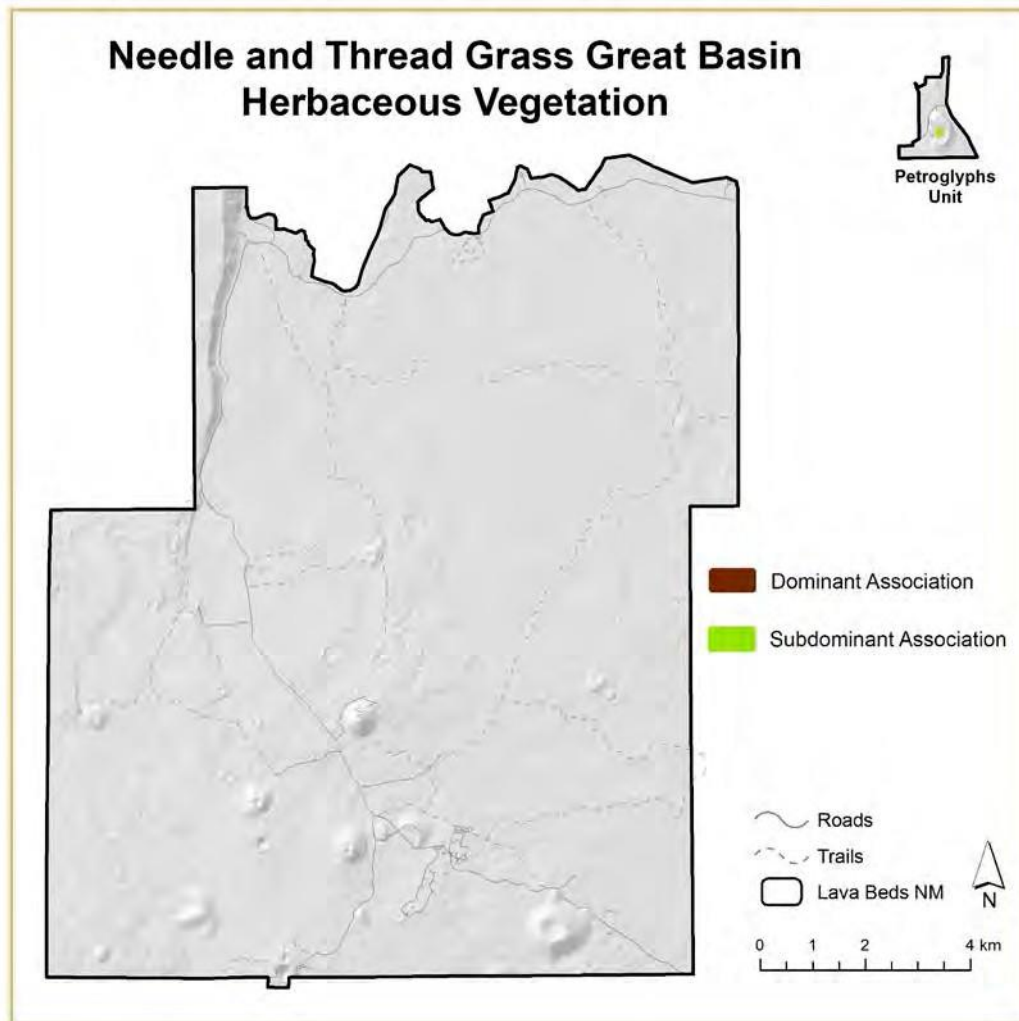 Needle and Thread Grass Great Basin
Herbaceous Vegetation
Petroglyphs
Unit
Dominant Association
Subdominant Association
Roads
Trails
Lava Beds NM
N
0 1 2 4 km